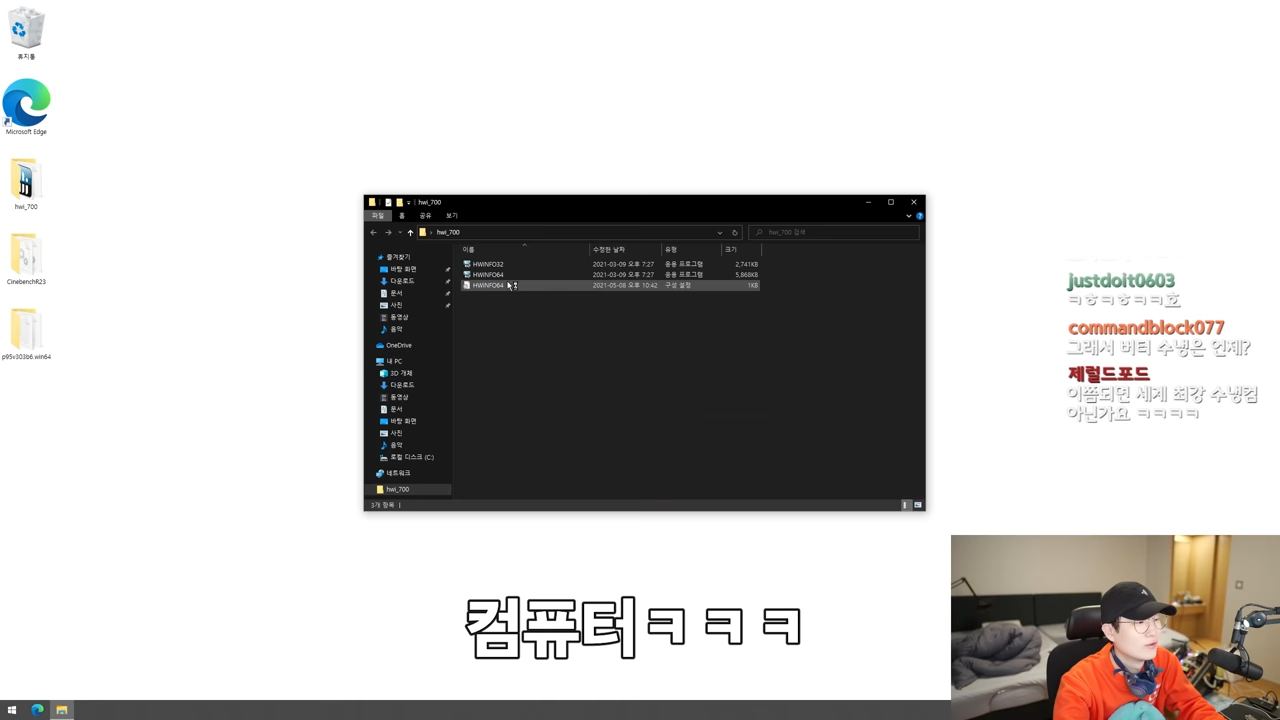 휴지통
Microsoft Edge
hwi_700
CinebenchR23
p95v303b6.win64
hwi_700
파일 홈 공유 보기
hwi_700
hwi_700 검색
이름 수정한 날짜 유형 크기
HWiNFO32 2021-03-09 오후 7:27 응용 프로그램 2,741KB
HWiNFO64 2021-03-09 오후 7:27 응용 프로그램 5,868KB
HWiNFO64 2021-05-08 오후 10:42 구성 설정 1KB
즐겨찾기
바탕 화면
다운로드
문서
사진
동영상
음악
OneDrive
내 PC
3D 개체
다운로드
동영상
문서
바탕 화면
사진
음악
로컬 디스크 (C:)
네트워크
hwi_700
3개 항목
justdoit0603
ㅋㅎㅋㅎㅋㅋㅎ
commandblock077
그래서 버티 수냉은 언제?
제럴드포드
이쯤되면 세계 최강 수냉컴
아닌가요 ㅋㅋㅋㅋ
컴퓨터ㅋㅋㅋ